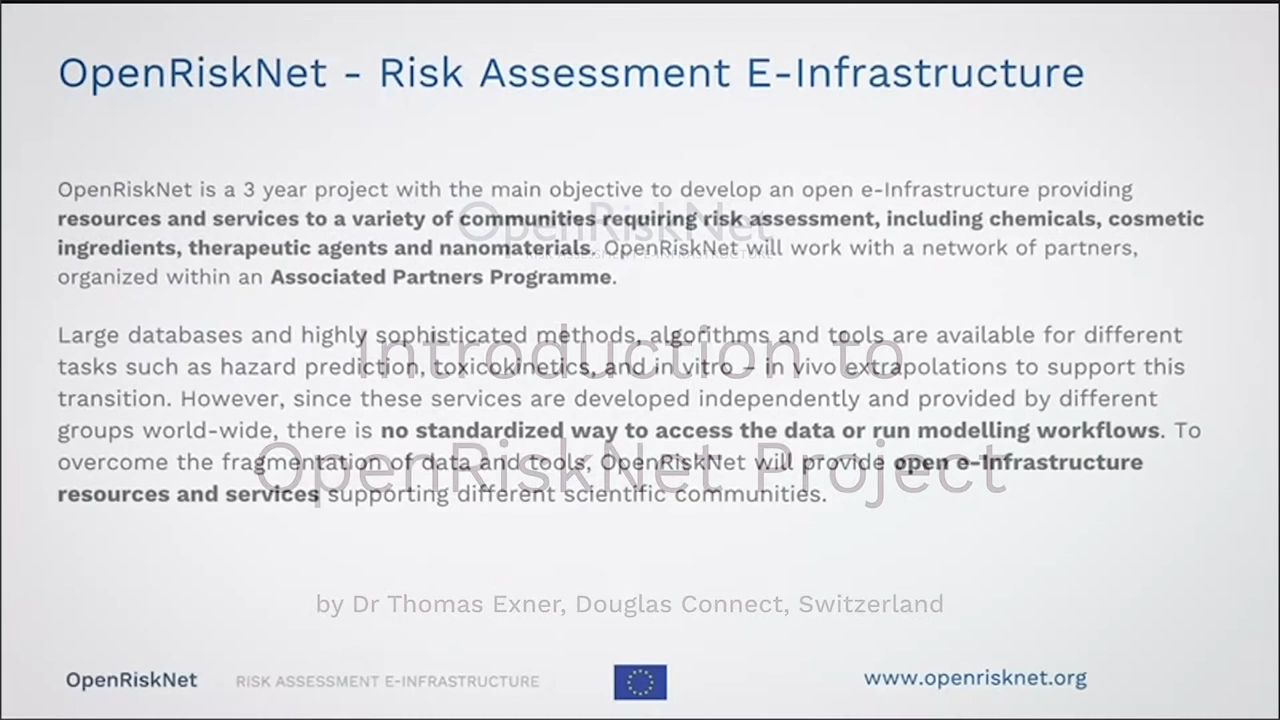 OpenRiskNet - Risk Assessment E-Infrastructure
OpenRiskNet is a 3 year project with the main objective to develop an open e-Infrastructure providing
resources and services to a variety of communities requiring risk assessment, including chemicals, cosmetic
ingredients, therapeutic agents and nanomaterials. OpenRiskNet will work with a network of partners,
organized within an Associated Partners Programme.
OpenRiskNet
RISK ASSESSMENT E-INFRASTRUCTURE
Large databases and highly sophisticated methods, algorithms and tools are available for different
tasks such as hazard prediction, toxicokinetics, and in vitro – in vivo extrapolations to support this
transition. However, since these services are developed independently and provided by different
groups world-wide, there is no standardized way to access the data or run modelling workflows. To
overcome the fragmentation of data and tools, OpenRiskNet will provide open e-Infrastructure
resources and services supporting different scientific communities.
Introduction to
OpenRiskNet Project
by Dr Thomas Exner, Douglas Connect, Switzerland
OpenRiskNet RISK ASSESSMENT E-INFRASTRUCTURE www.openrisknet.org